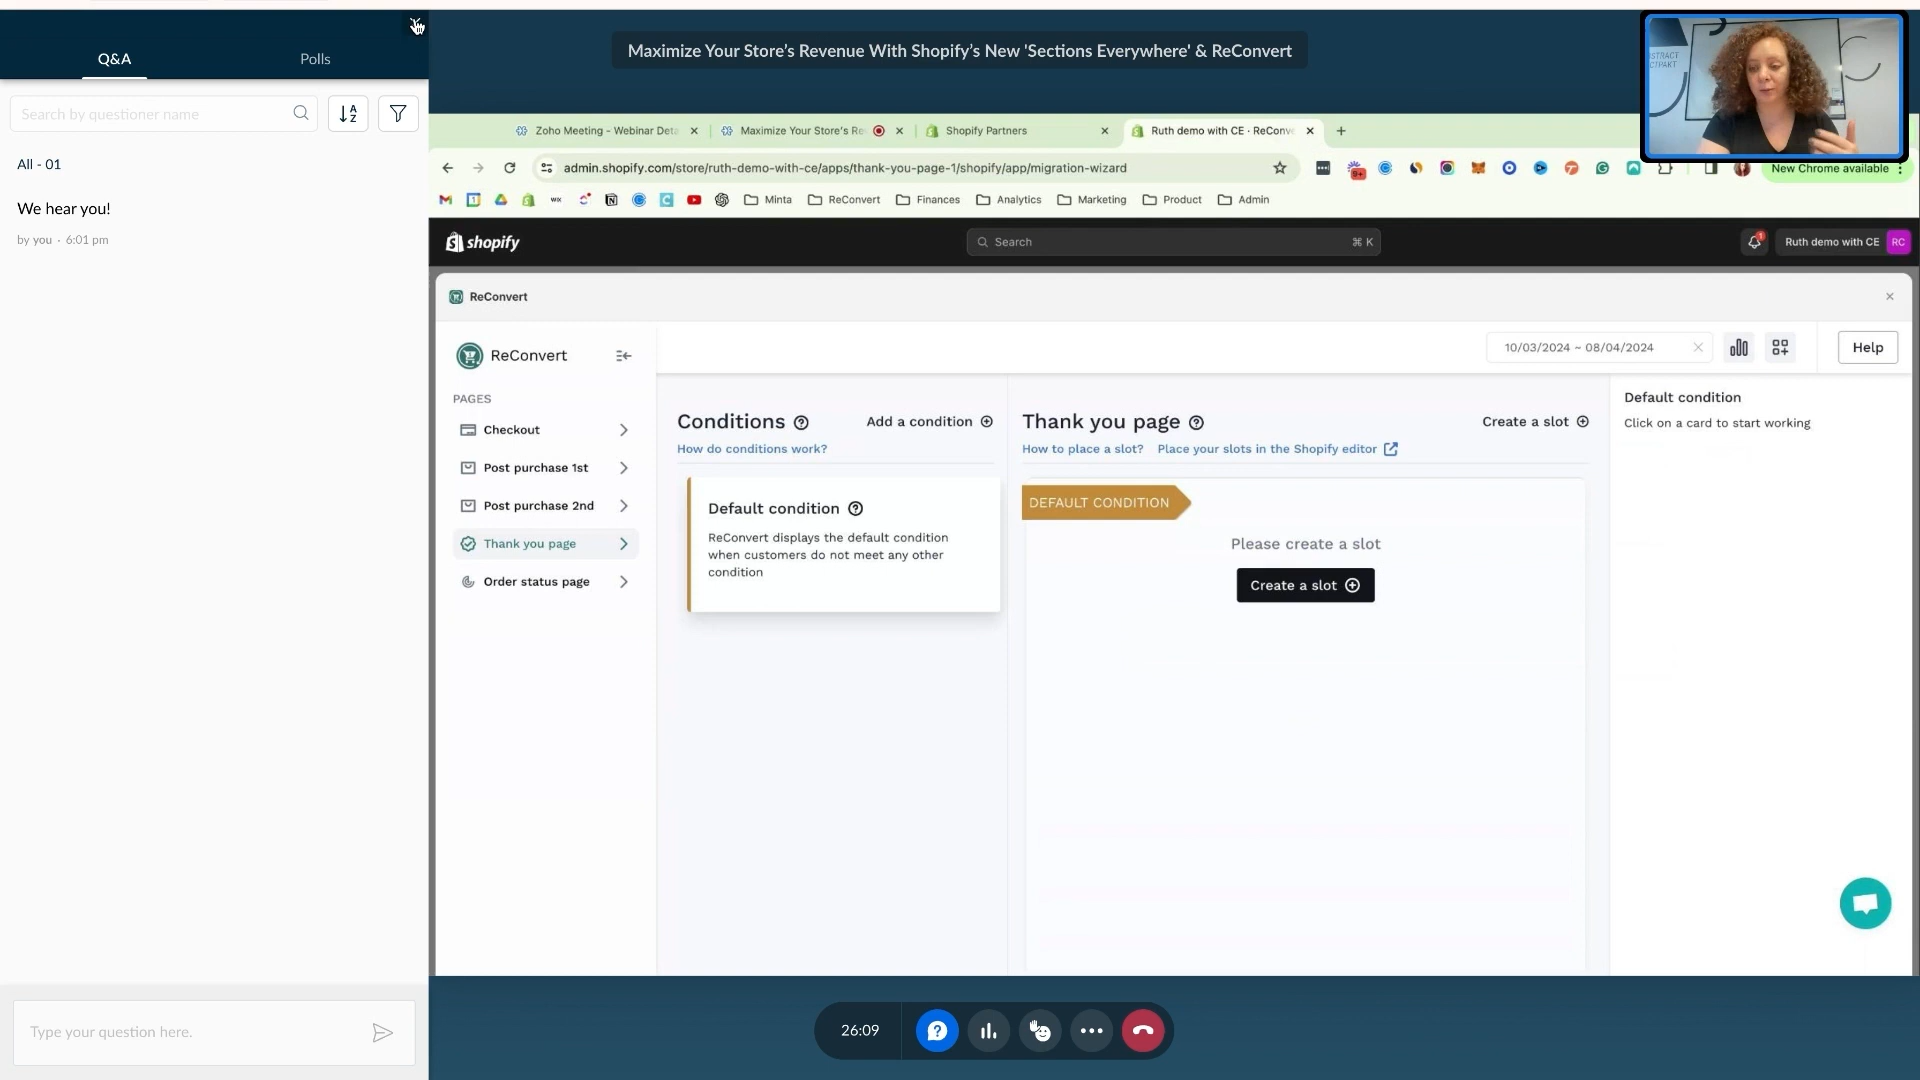 Q&A
Polls
Search by questioner name
All - 01
We hear you!
by you · 6:01 pm
Type your question here.
Maximize Your Store's Revenue With Shopify's New 'Sections Everywhere' & ReConvert
Zoho Meeting - Webinar Deta
Maximize Your Store's Re
Shopify Partners
Ruth demo with CE · ReConve
admin.shopify.com/store/ruth-demo-with-ce/apps/thank-you-page-1/shopify/app/migration-wizard
9+
New Chrome available
Minta
ReConvert
Finances
Analytics
Marketing
Product
Admin
shopify
Search
⌘ K
1
Ruth demo with CE
RC
ReConvert
ReConvert
10/03/2024 ~ 08/04/2024
Help
PAGES
Checkout
Post purchase 1st
Post purchase 2nd
Thank you page
Order status page
Conditions
Add a condition
How do conditions work?
Default condition
ReConvert displays the default condition
when customers do not meet any other
condition
Thank you page
Create a slot
How to place a slot?
Place your slots in the Shopify editor
DEFAULT CONDITION
Please create a slot
Create a slot
Default condition
Click on a card to start working
26:09